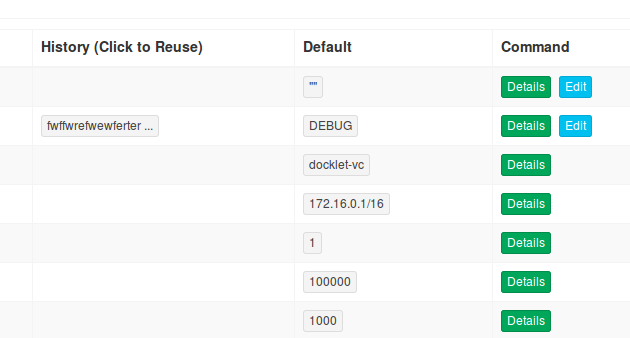 History (Click to Reuse) Default Command
"" Details Edit
fwffwrefwewferter ... DEBUG Details Edit
docklet-vc Details
172.16.0.1/16 Details
1 Details
100000 Details
1000 Details